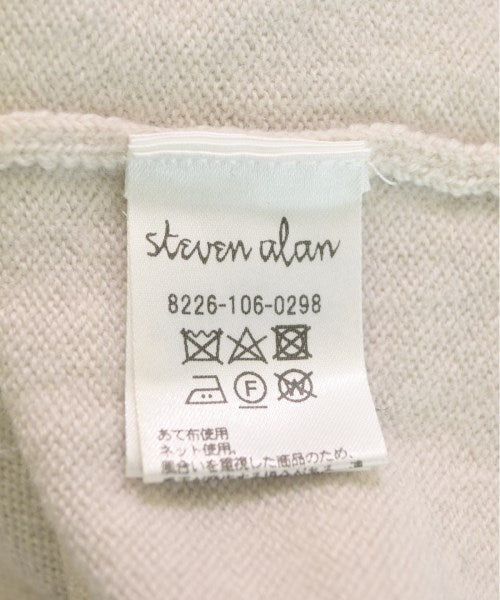 steven alan
8226-106-0298
F
W
あて布使用
ネット使用、
風合いを重視した商品のため、